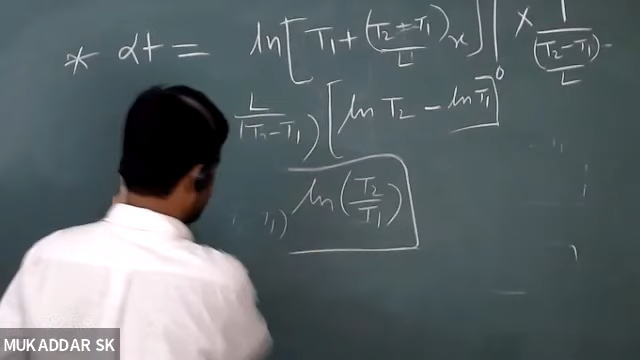 * αt = ln[T₁ + (T₂ - T₁)/L x]|₀ × 1/((T₂ - T₁)/L)
L/(T₂ - T₁) [ln T₂ - ln T₁]
ln(T₂/T₁)
MUKADDAR SK